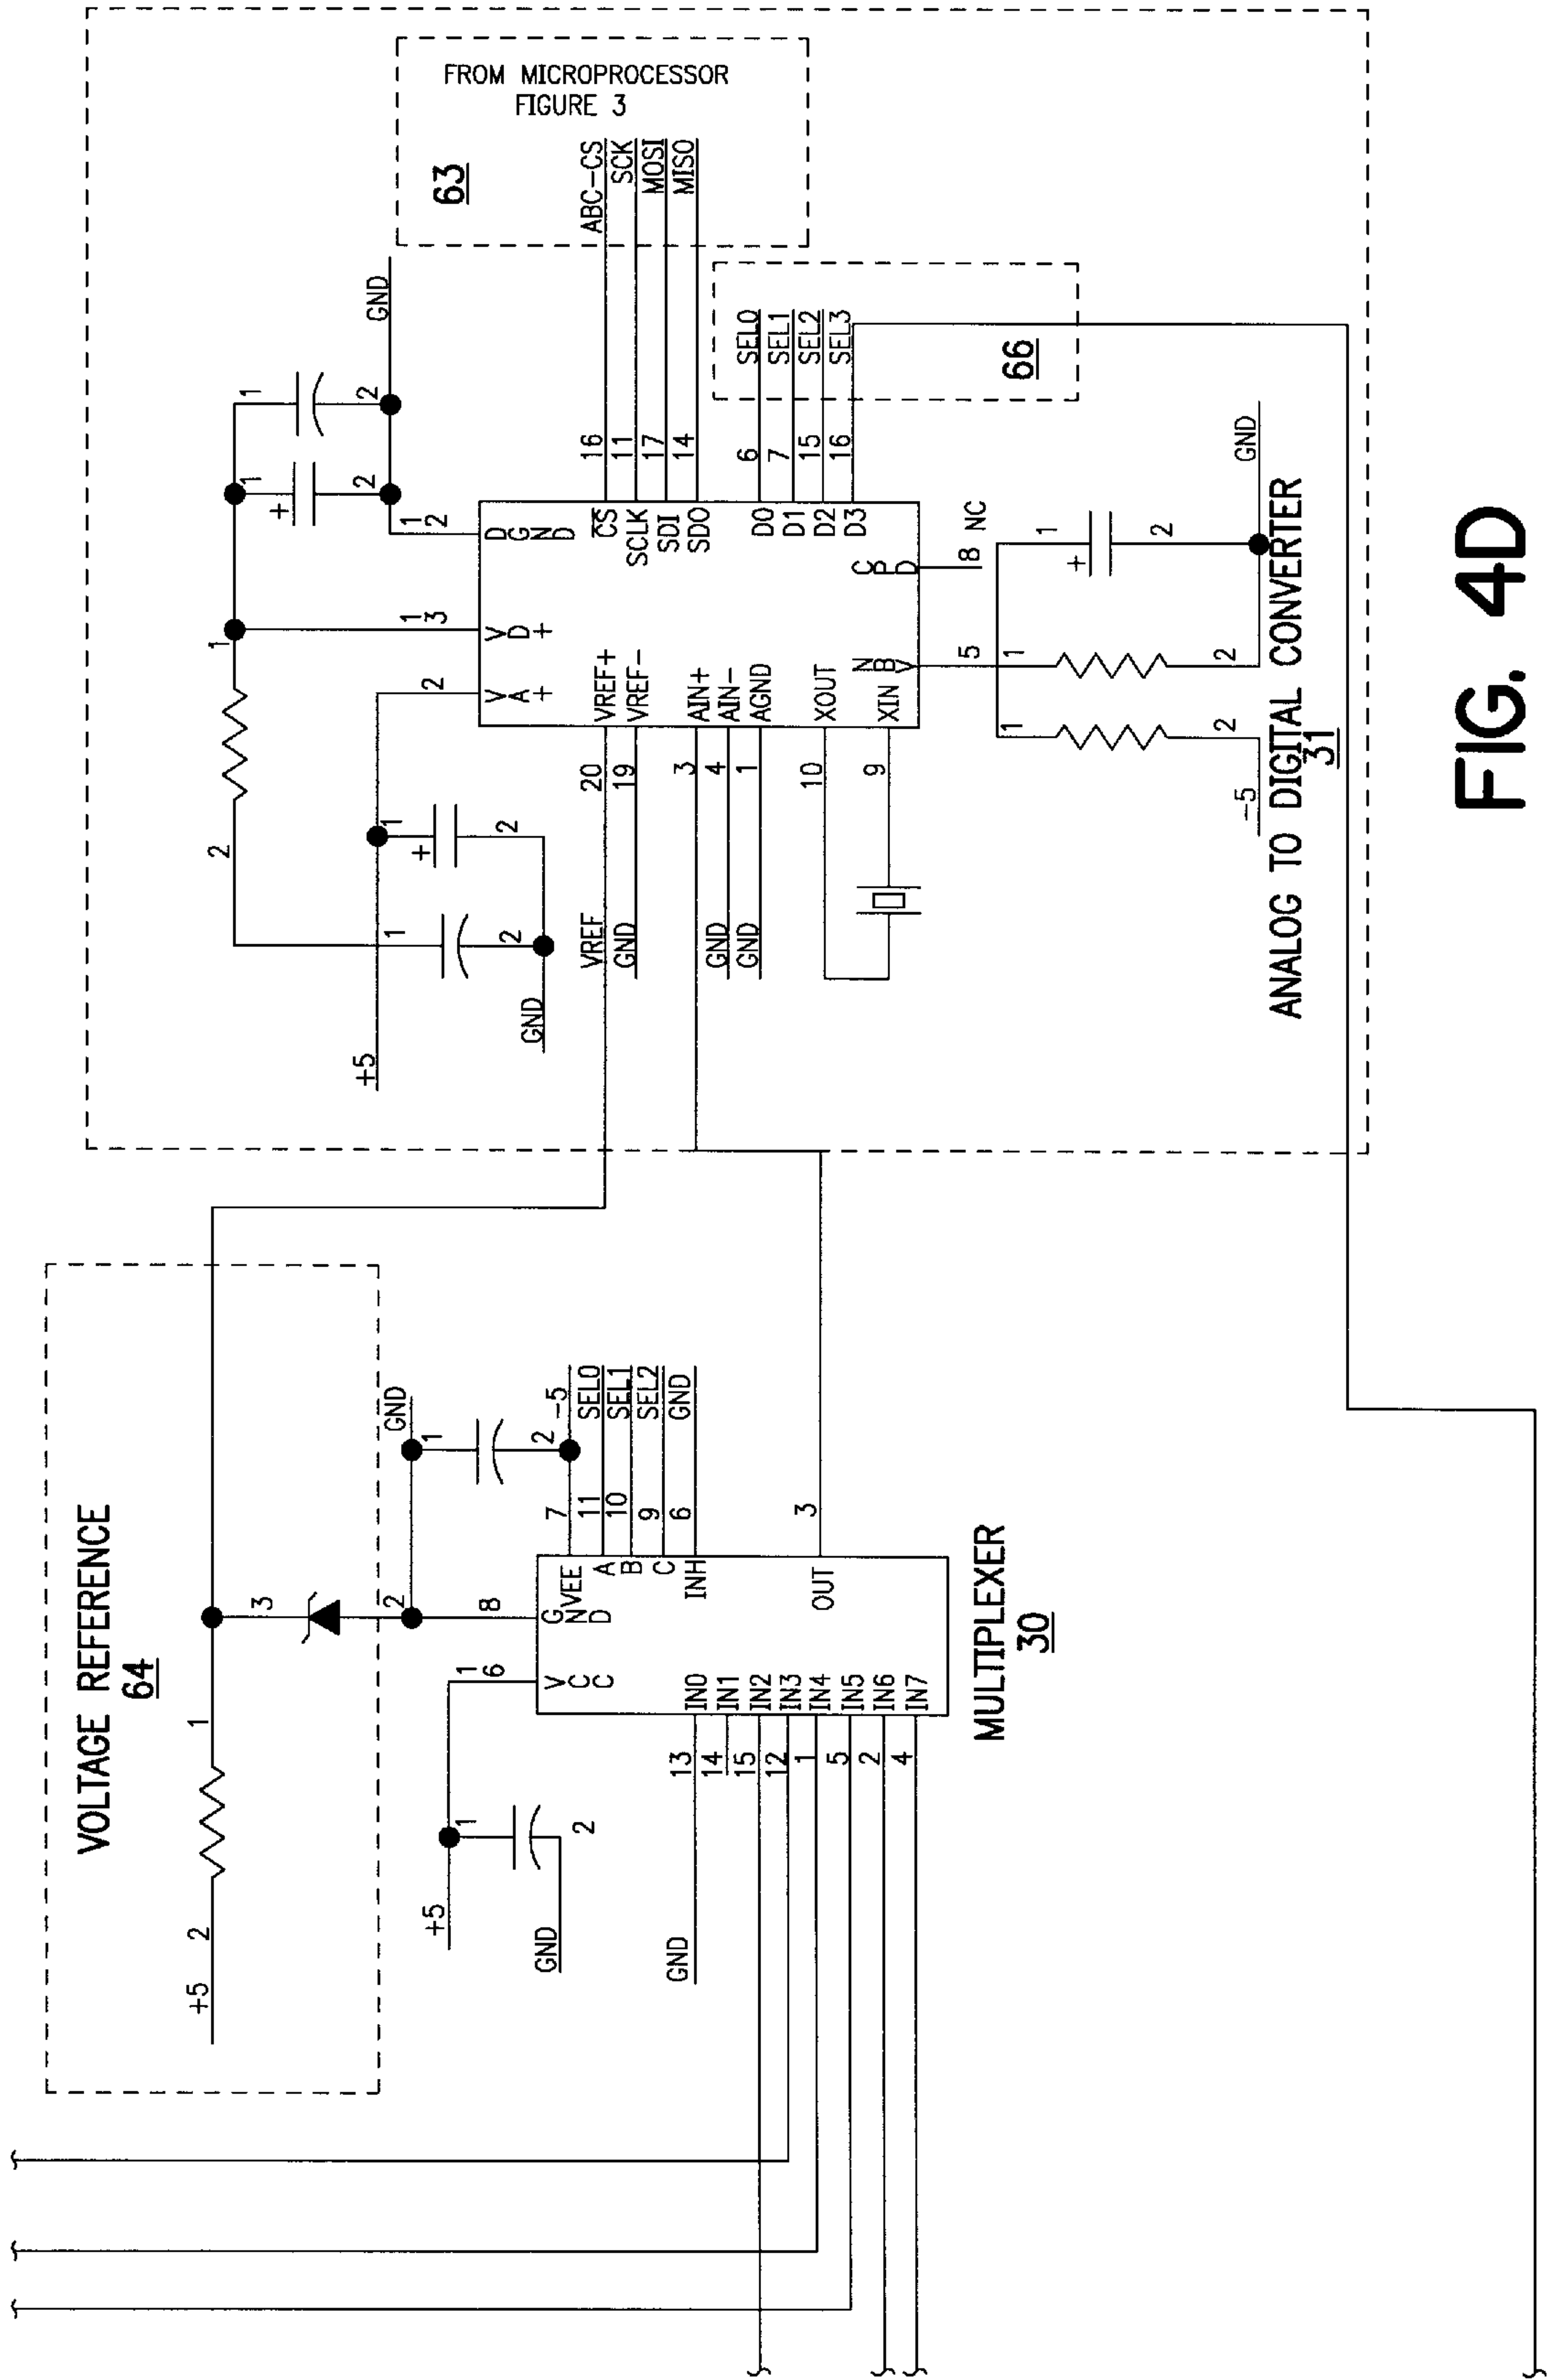 FROM MICROPROCESSOR
FIGURE 3
63
ABC-CS
SCK
MOSI
MISO
16
11
17
14
SEL0
SEL1
SEL2
SEL3
66
6
7
15
16
GND
1
2
1
2
+
1
2
+5
1
2
+
1
2
GND
1 2
1 3
2
DGND
VD+
VA+
CS
SCLK
SDI
SDO
D0
D1
D2
D3
CPD
8
NC
VREF+
VREF-
AIN+
AIN-
AGND
XOUT
XIN
NBV
5
VREF
20
GND
19
3
GND
4
GND
1
10
9
1
2
1
2
+
1
2
-5
GND
ANALOG TO DIGITAL CONVERTER
31
VOLTAGE REFERENCE
64
+5
2
1
3
2
GND
1
2
-5
8
1 6
+5
1
2
GND
VCC
GND
VEE
7
A
11
SEL0
B
10
SEL1
C
9
SEL2
INH
6
GND
OUT
3
GND
13
IN0
14
IN1
15
IN2
12
IN3
1
IN4
5
IN5
2
IN6
4
IN7
MULTIPLEXER
30
FIG. 4D